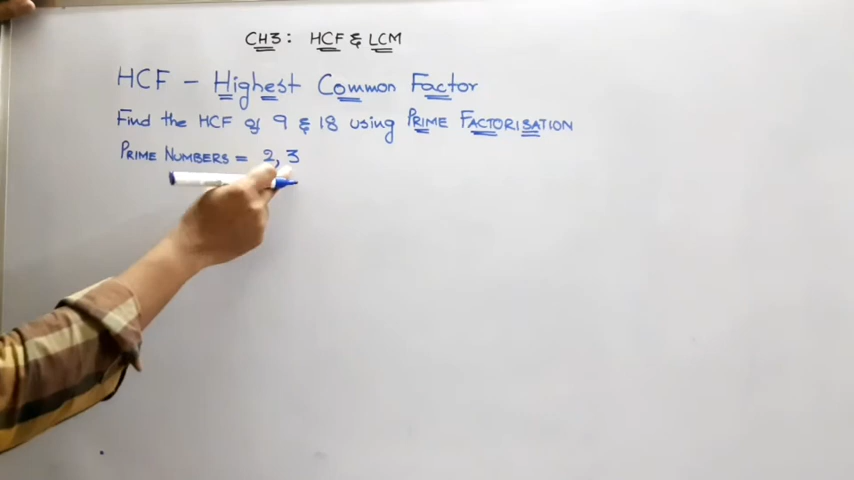 CH3: HCF & LCM
HCF - Highest Common Factor
Find the HCF of 9 & 18 using PRIME FACTORISATION
PRIME NUMBERS = 2, 3